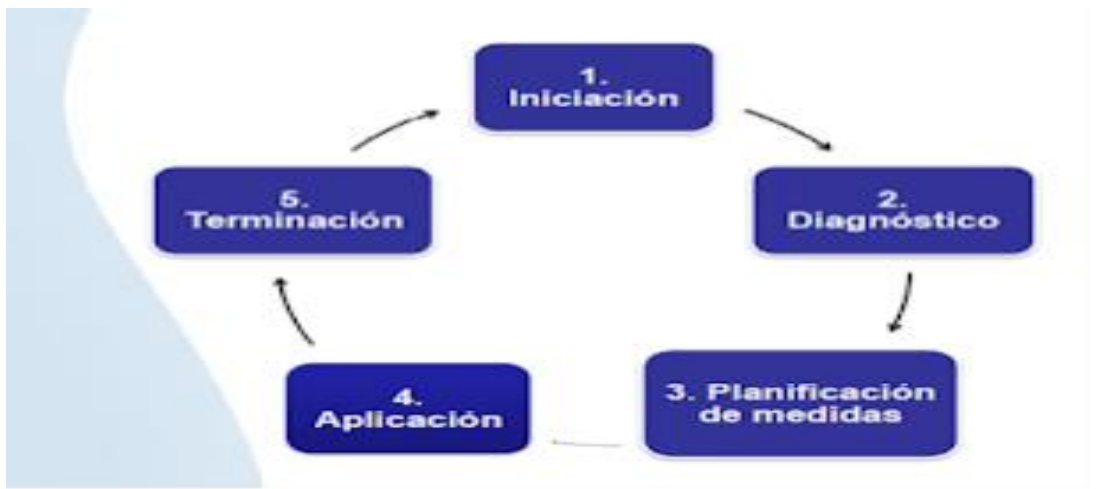 1.
Iniciación
2.
Diagnóstico
3. Planificación
de medidas
4.
Aplicación
5.
Terminación